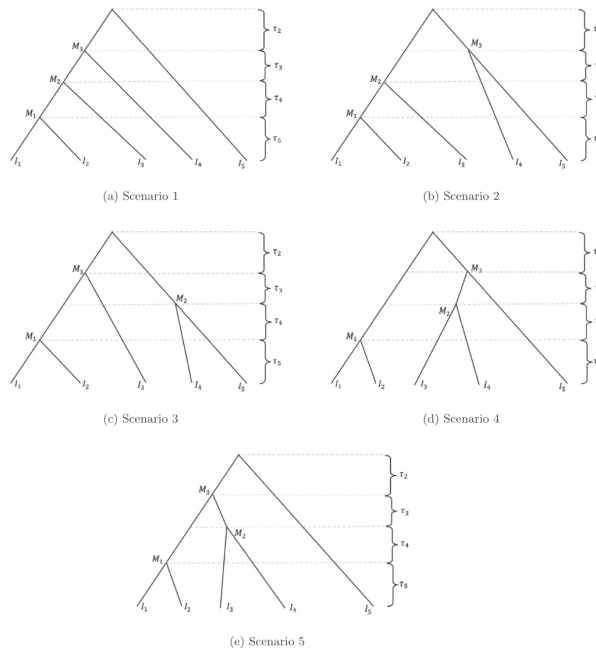 τ₂
M₃
τ₃
M₂
τ₄
M₁
τ₅
I₁ I₂ I₃ I₄ I₅
(a) Scenario 1
M₃
M₂
M₁
I₁ I₂ I₃ I₄ I₅
(b) Scenario 2
τ₂
M₃
τ₃
M₂
τ₄
M₁
τ₅
I₁ I₂ I₃ I₄ I₅
(c) Scenario 3
M₃
M₂
M₁
I₁ I₂ I₃ I₄ I₅
(d) Scenario 4
τ₂
M₃
τ₃
M₂
τ₄
M₁
τ₅
I₁ I₂ I₃ I₄ I₅
(e) Scenario 5